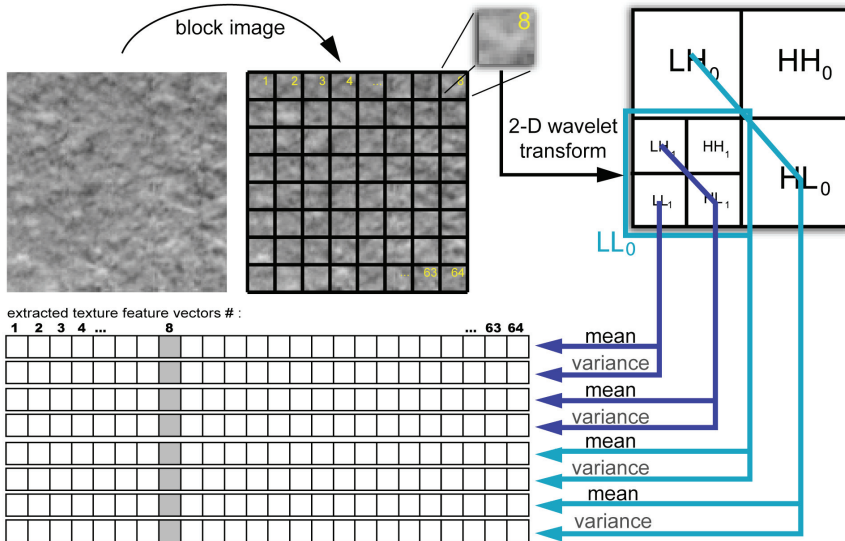 block image
8
1 2 3 4 ... 8
... 63 64
2-D wavelet
transform
LH0
HH0
HL0
LH1
HH1
LL1
HL1
LL0
extracted texture feature vectors # :
1 2 3 4 ... 8 ... 63 64
mean
variance
mean
variance
mean
variance
mean
variance